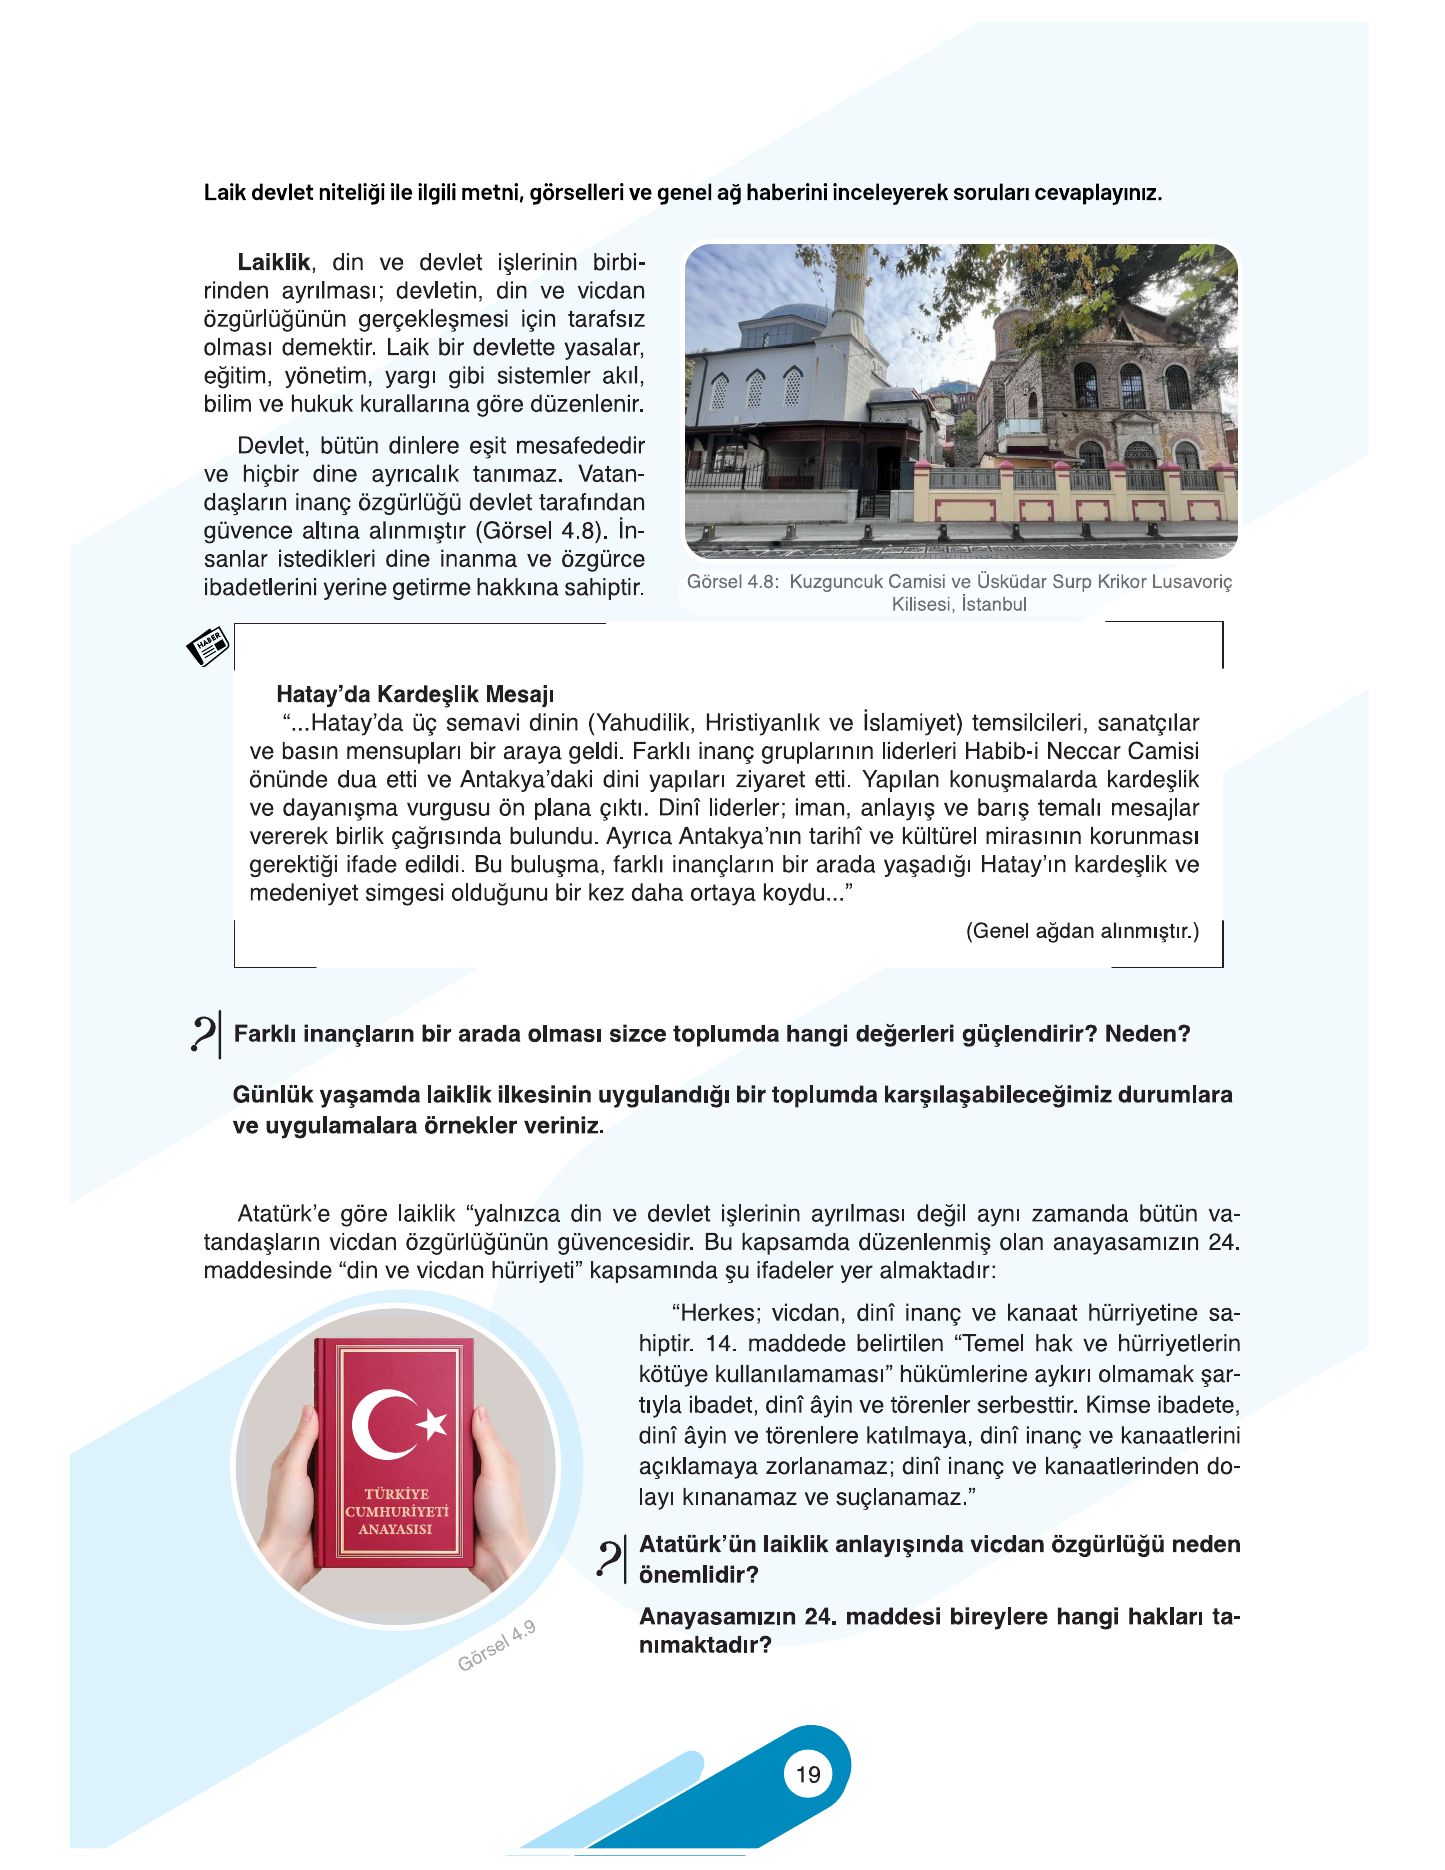 Laik devlet niteliği ile ilgili metni, görselleri ve genel ağ haberini inceleyerek soruları cevaplayınız.
Laiklik, din ve devlet işlerinin birbi-
rinden ayrılması; devletin, din ve vicdan
özgürlüğünün gerçekleşmesi için tarafsız
olması demektir. Laik bir devlette yasalar,
eğitim, yönetim, yargı gibi sistemler akıl,
bilim ve hukuk kurallarına göre düzenlenir.
Devlet, bütün dinlere eşit mesafededir
ve hiçbir dine ayrıcalık tanımaz. Vatan-
daşların inanç özgürlüğü devlet tarafından
güvence altına alınmıştır (Görsel 4.8). İn-
sanlar istedikleri dine inanma ve özgürce
ibadetlerini yerine getirme hakkına sahiptir.
Görsel 4.8: Kuzguncuk Camisi ve Üsküdar Surp Krikor Lusavoriç
Kilisesi, İstanbul
HABER
Hatay’da Kardeşlik Mesajı
“...Hatay’da üç semavi dinin (Yahudilik, Hristiyanlık ve İslamiyet) temsilcileri, sanatçılar
ve basın mensupları bir araya geldi. Farklı inanç gruplarının liderleri Habib-i Neccar Camisi
önünde dua etti ve Antakya’daki dini yapıları ziyaret etti. Yapılan konuşmalarda kardeşlik
ve dayanışma vurgusu ön plana çıktı. Dinî liderler; iman, anlayış ve barış temalı mesajlar
vererek birlik çağrısında bulundu. Ayrıca Antakya’nın tarihî ve kültürel mirasının korunması
gerektiği ifade edildi. Bu buluşma, farklı inançların bir arada yaşadığı Hatay’ın kardeşlik ve
medeniyet simgesi olduğunu bir kez daha ortaya koydu...”
(Genel ağdan alınmıştır.)
? Farklı inançların bir arada olması sizce toplumda hangi değerleri güçlendirir? Neden?
Günlük yaşamda laiklik ilkesinin uygulandığı bir toplumda karşılaşabileceğimiz durumlara
ve uygulamalara örnekler veriniz.
Atatürk’e göre laiklik “yalnızca din ve devlet işlerinin ayrılması değil aynı zamanda bütün va-
tandaşların vicdan özgürlüğünün güvencesidir. Bu kapsamda düzenlenmiş olan anayasamızın 24.
maddesinde “din ve vicdan hürriyeti” kapsamında şu ifadeler yer almaktadır:
“Herkes; vicdan, dinî inanç ve kanaat hürriyetine sa-
hiptir. 14. maddede belirtilen “Temel hak ve hürriyetlerin
kötüye kullanılamaması” hükümlerine aykırı olmamak şar-
tıyla ibadet, dinî âyin ve törenler serbesttir. Kimse ibadete,
dinî âyin ve törenlere katılmaya, dinî inanç ve kanaatlerini
açıklamaya zorlanamaz; dinî inanç ve kanaatlerinden do-
layı kınanamaz ve suçlanamaz.”
TÜRKİYE
CUMHURİYETİ
ANAYASISI
Görsel 4.9
? Atatürk’ün laiklik anlayışında vicdan özgürlüğü neden
önemlidir?
Anayasamızın 24. maddesi bireylere hangi hakları ta-
nımaktadır?
19